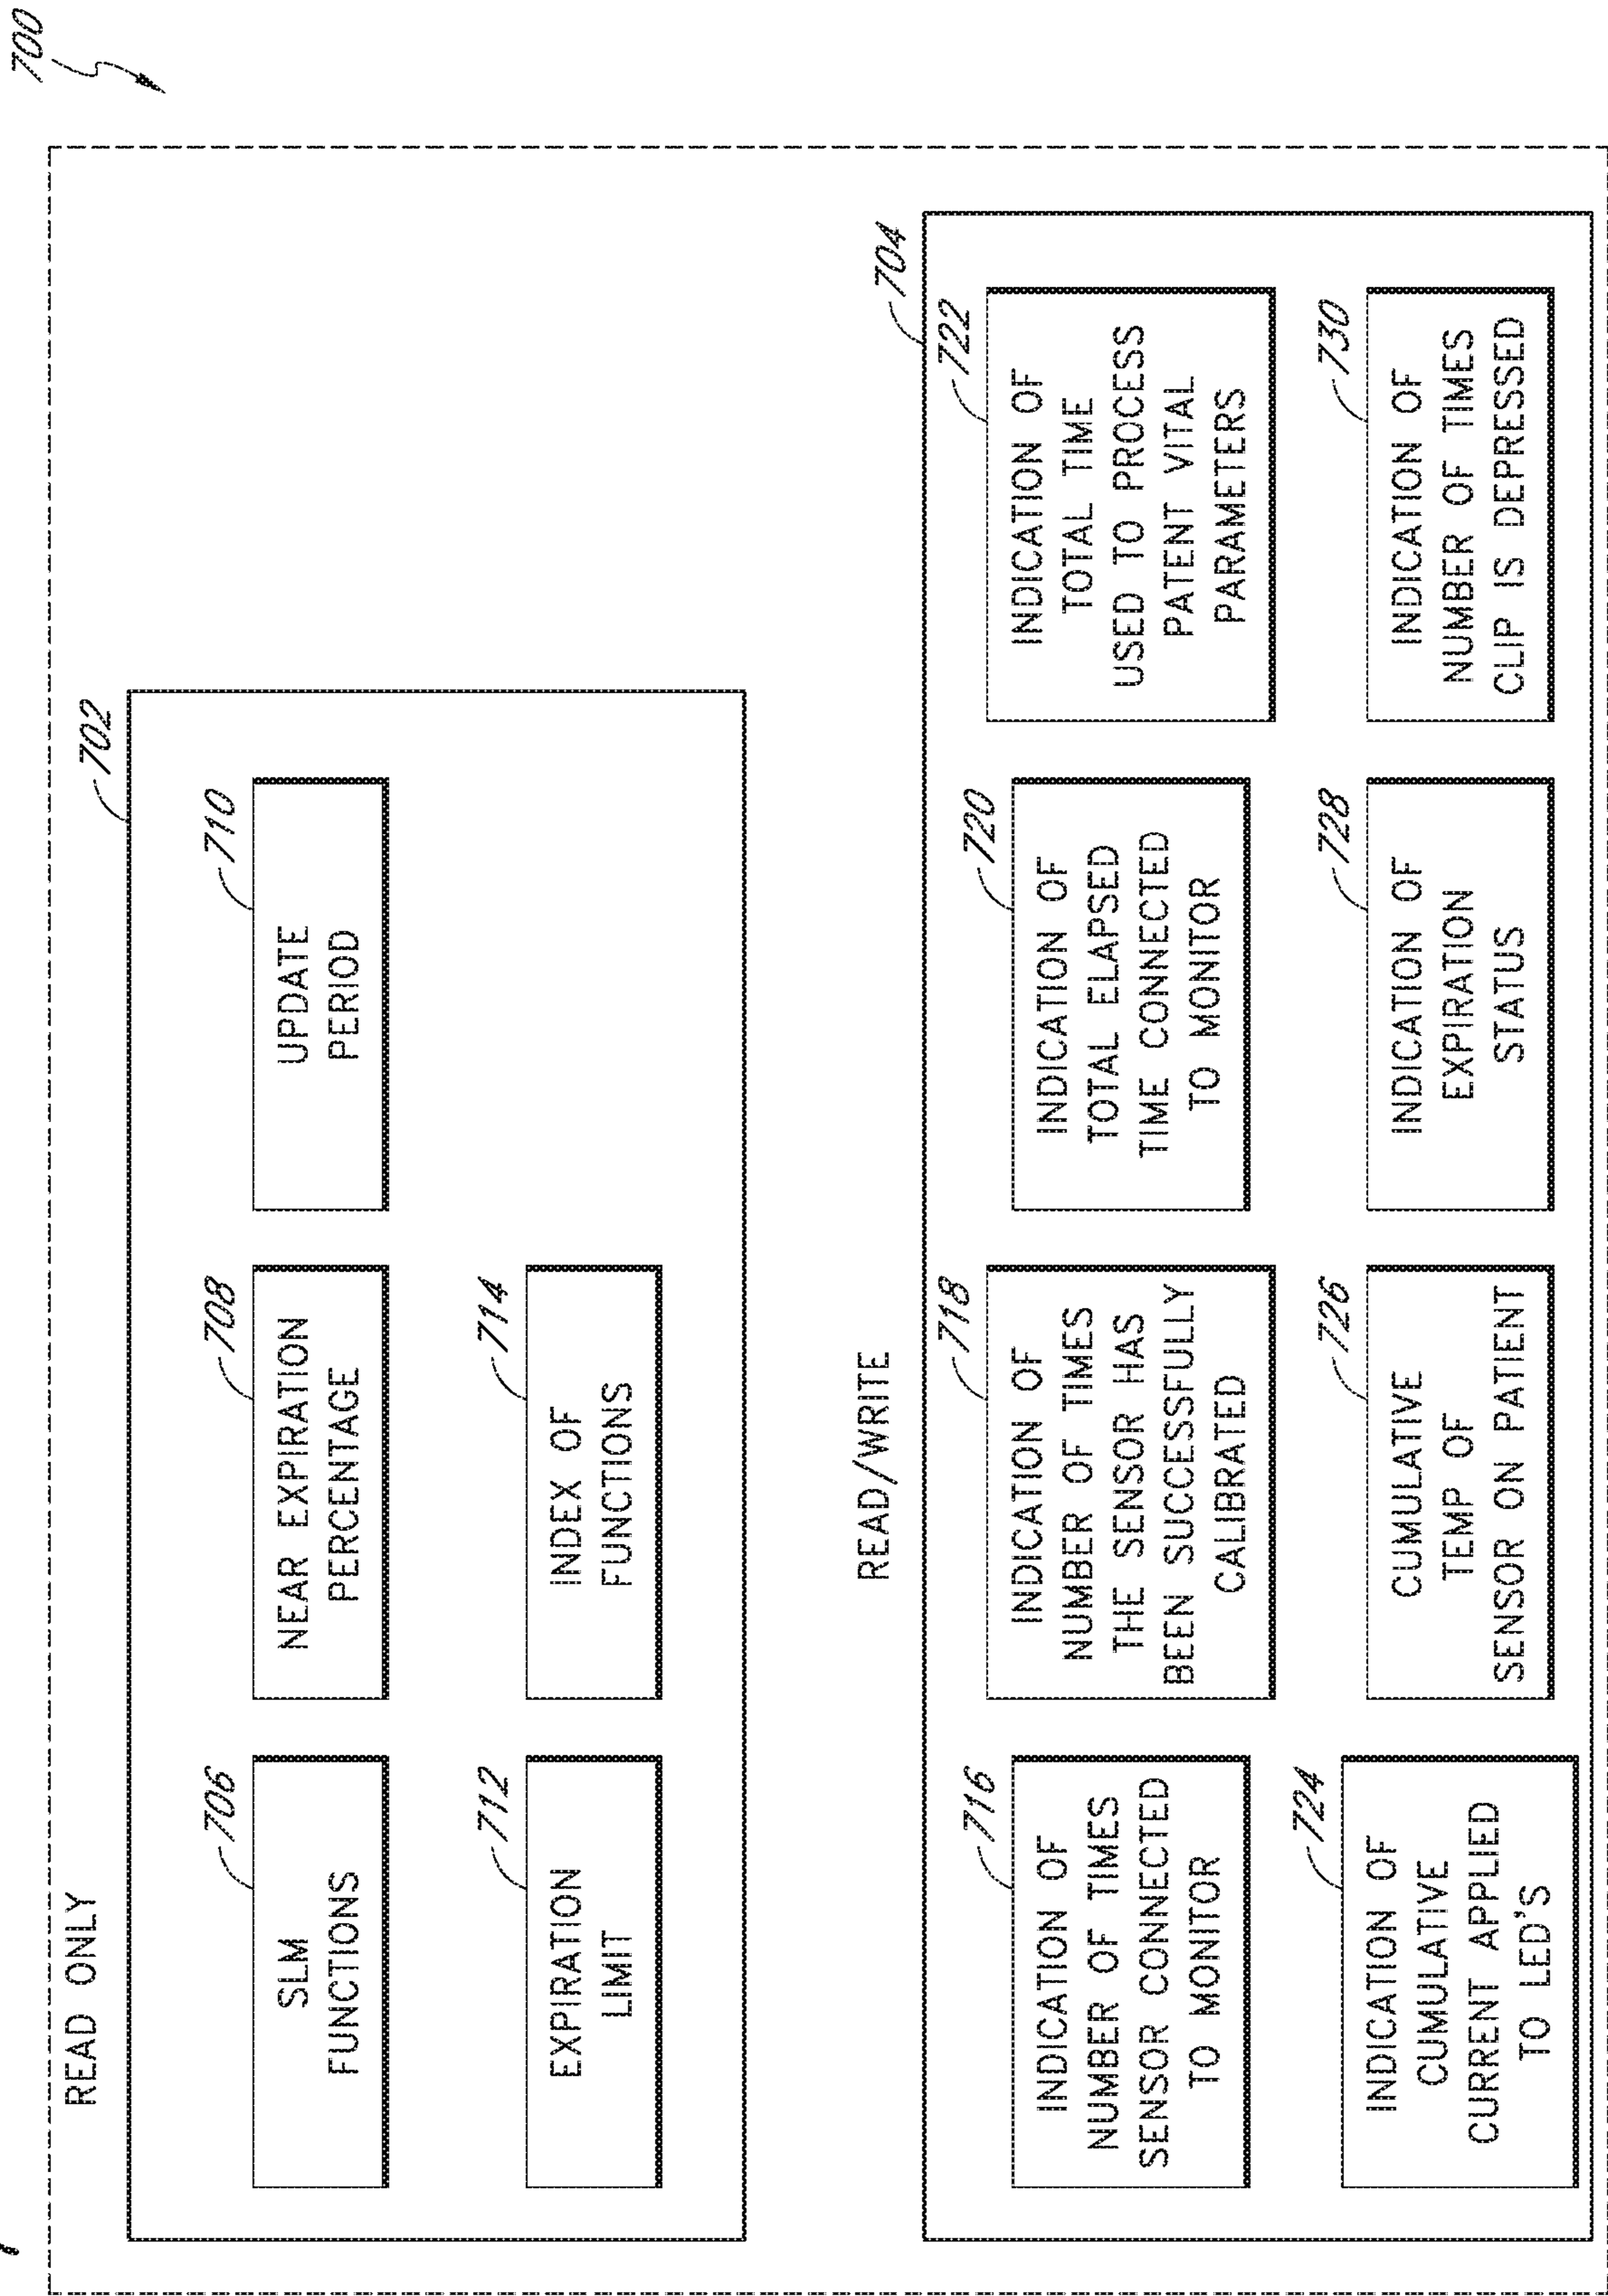 700
READ ONLY
702
706
SLM
FUNCTIONS
708
NEAR EXPIRATION
PERCENTAGE
710
UPDATE
PERIOD
712
EXPIRATION
LIMIT
714
INDEX OF
FUNCTIONS
READ/WRITE
704
716
INDICATION OF
NUMBER OF TIMES
SENSOR CONNECTED
TO MONITOR
718
INDICATION OF
NUMBER OF TIMES
THE SENSOR HAS
BEEN SUCCESSFULLY
CALIBRATED
720
INDICATION OF
TOTAL ELAPSED
TIME CONNECTED
TO MONITOR
722
INDICATION OF
TOTAL TIME
USED TO PROCESS
PATENT VITAL
PARAMETERS
724
INDICATION OF
CUMULATIVE
CURRENT APPLIED
TO LED'S
726
CUMULATIVE
TEMP OF
SENSOR ON PATIENT
728
INDICATION OF
EXPIRATION
STATUS
730
INDICATION OF
NUMBER OF TIMES
CLIP IS DEPRESSED